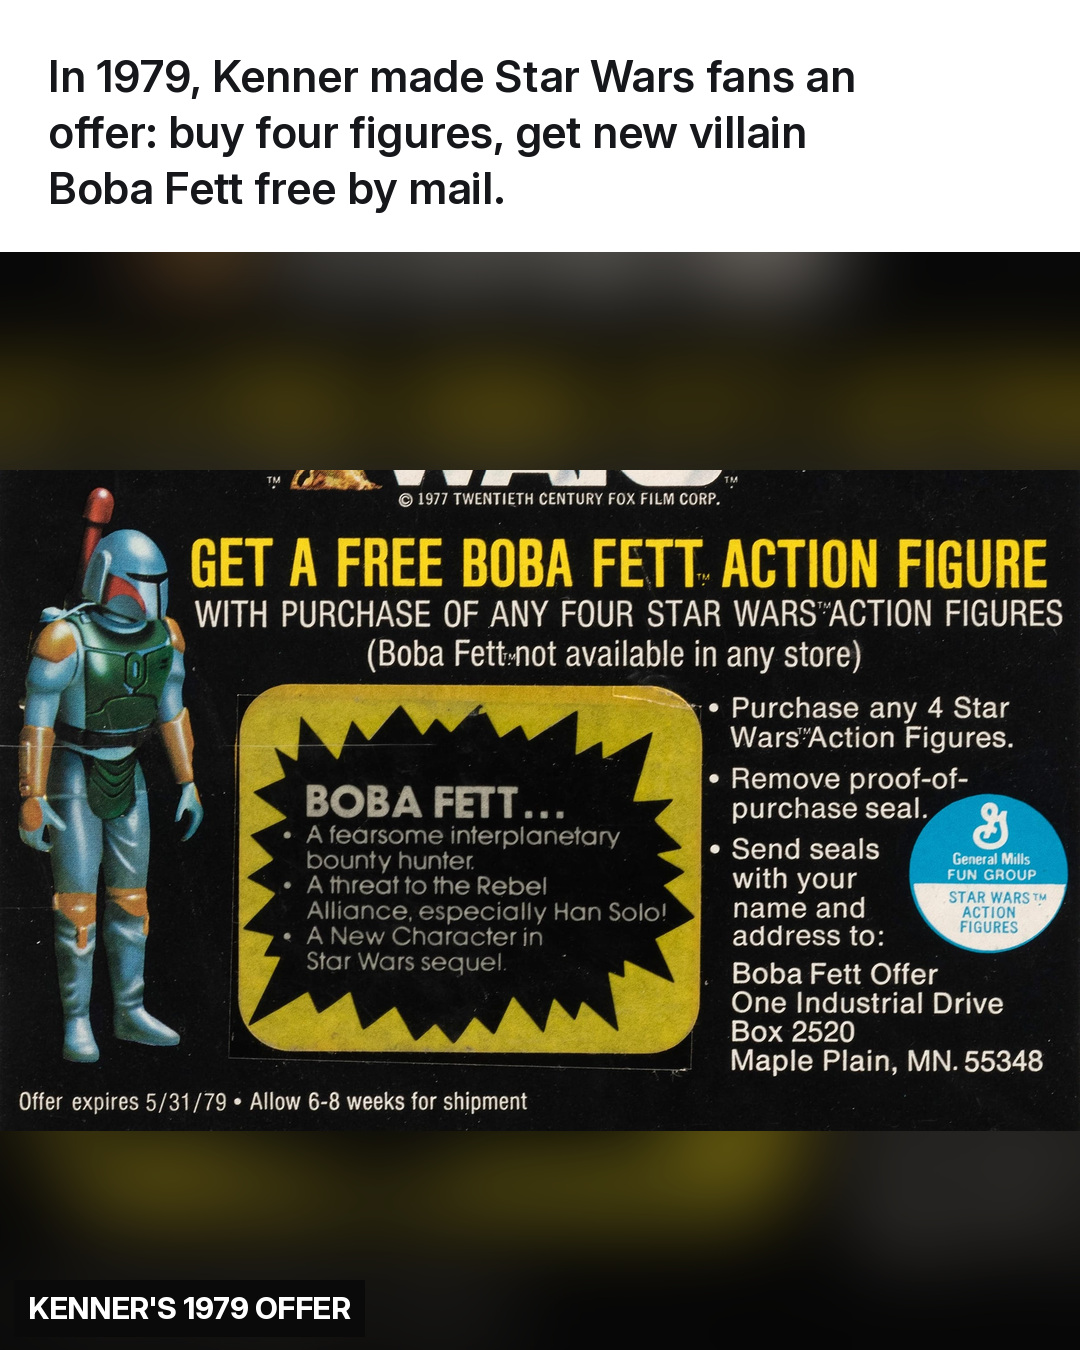 In 1979, Kenner made Star Wars fans an
offer: buy four figures, get new villain
Boba Fett free by mail.
TM
TM
© 1977 TWENTIETH CENTURY FOX FILM CORP.
GET A FREE BOBA FETT™ ACTION FIGURE
WITH PURCHASE OF ANY FOUR STAR WARS™ ACTION FIGURES
(Boba Fett™ not available in any store)
BOBA FETT...
• A fearsome interplanetary
bounty hunter.
• A threat to the Rebel
Alliance, especially Han Solo!
• A New Character in
Star Wars sequel.
• Purchase any 4 Star
Wars™ Action Figures.
• Remove proof-of-
purchase seal.
• Send seals
with your
name and
address to:
Boba Fett Offer
One Industrial Drive
Box 2520
Maple Plain, MN. 55348
General Mills
FUN GROUP
STAR WARS™
ACTION
FIGURES
Offer expires 5/31/79 • Allow 6-8 weeks for shipment
KENNER'S 1979 OFFER